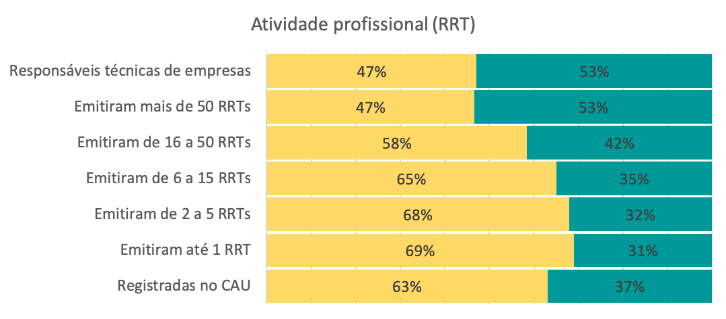 Atividade profissional (RRT)
Responsáveis técnicas de empresas 47% 53%
Emitiram mais de 50 RRTs 47% 53%
Emitiram de 16 a 50 RRTs 58% 42%
Emitiram de 6 a 15 RRTs 65% 35%
Emitiram de 2 a 5 RRTs 68% 32%
Emitiram até 1 RRT 69% 31%
Registradas no CAU 63% 37%